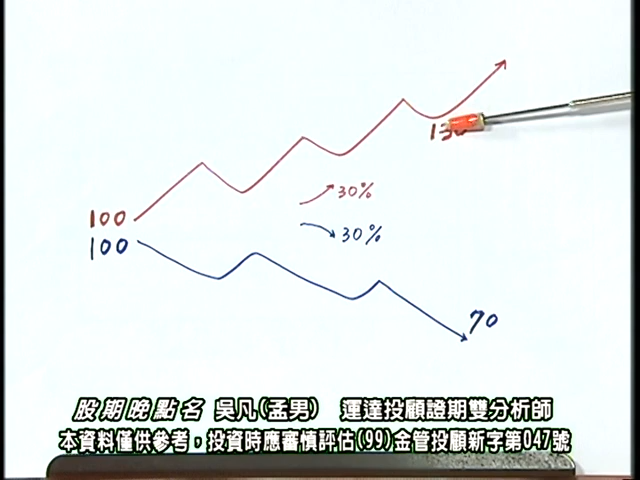 100
30%
100
30%
70
股期晚點名 吳凡(孟男) 運達投顧證期雙分析師
本資料僅供參考，投資時應審慎評估(99)金管投顧新字第047號